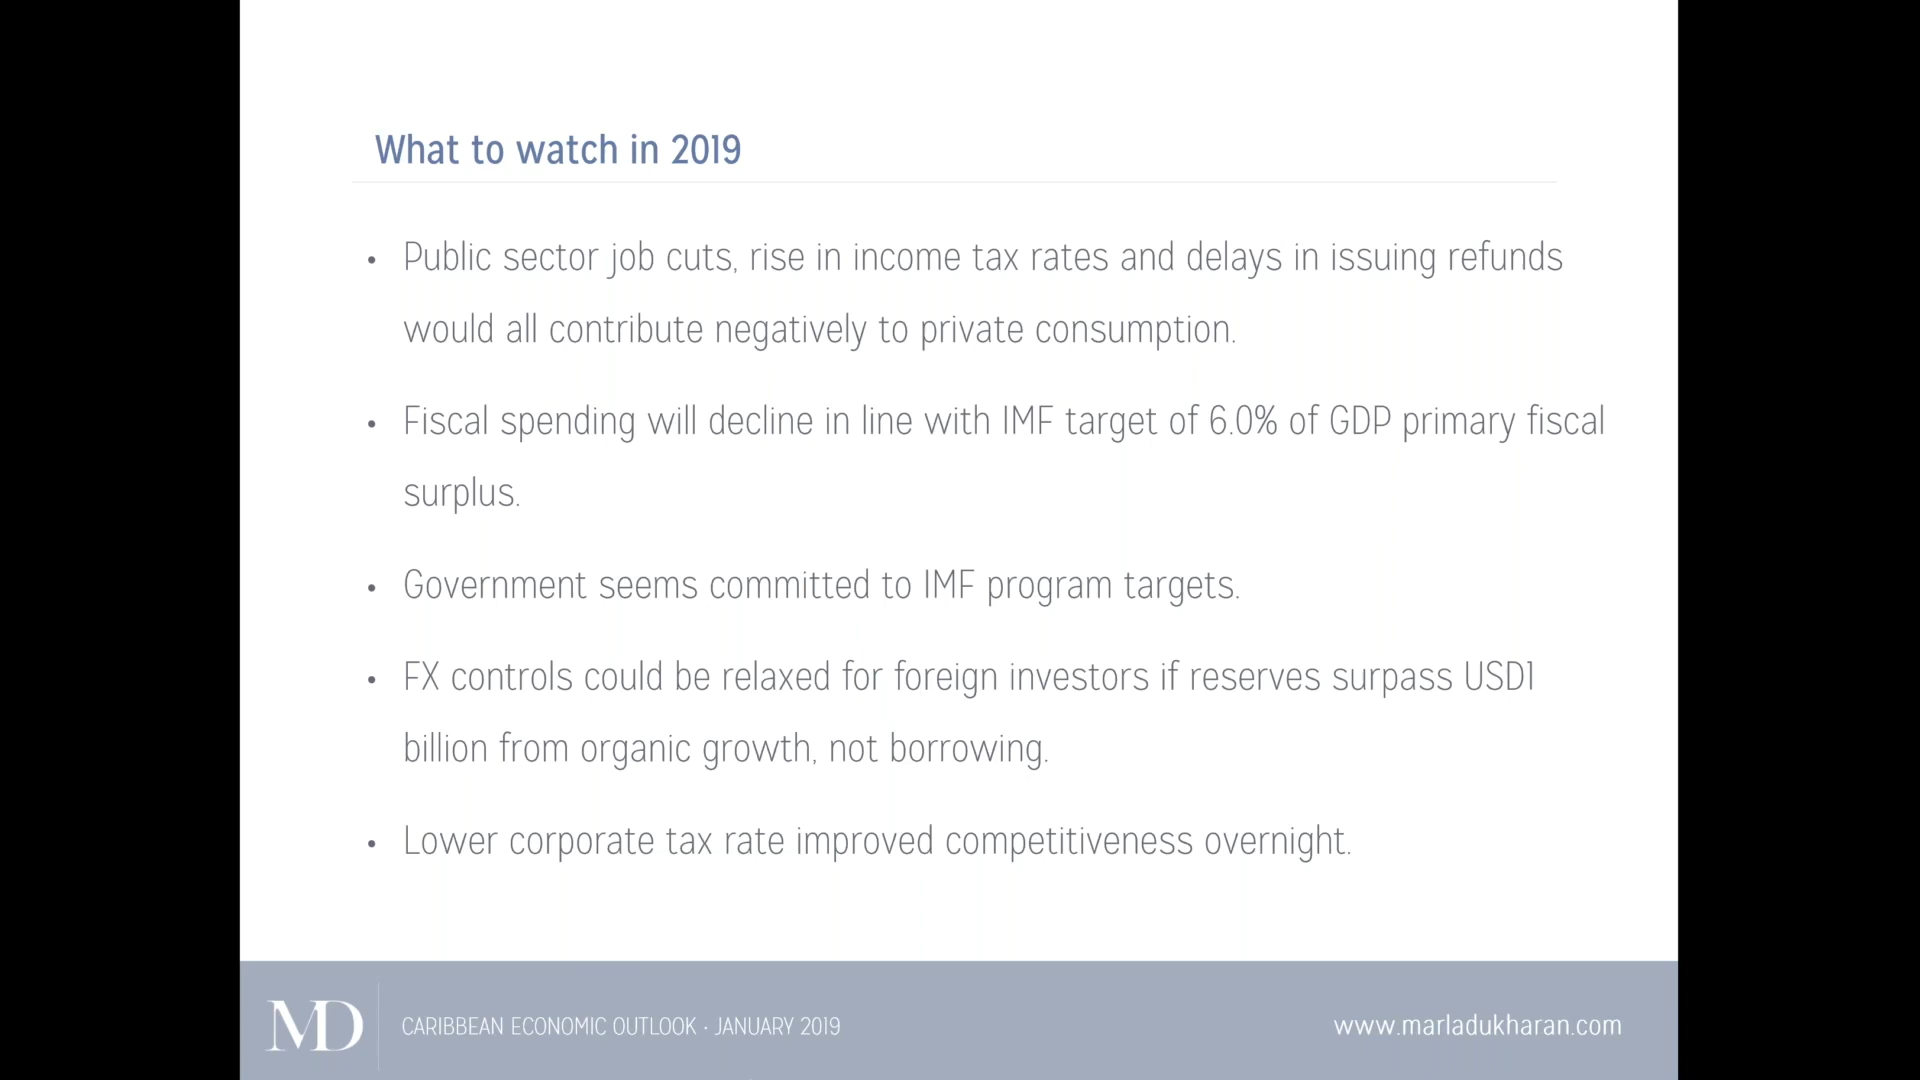 What to watch in 2019
• Public sector job cuts, rise in income tax rates and delays in issuing refunds
would all contribute negatively to private consumption.
• Fiscal spending will decline in line with IMF target of 6.0% of GDP primary fiscal
surplus.
• Government seems committed to IMF program targets.
• FX controls could be relaxed for foreign investors if reserves surpass USD1
billion from organic growth, not borrowing.
• Lower corporate tax rate improved competitiveness overnight.
MD
CARIBBEAN ECONOMIC OUTLOOK · JANUARY 2019
www.marladukharan.com